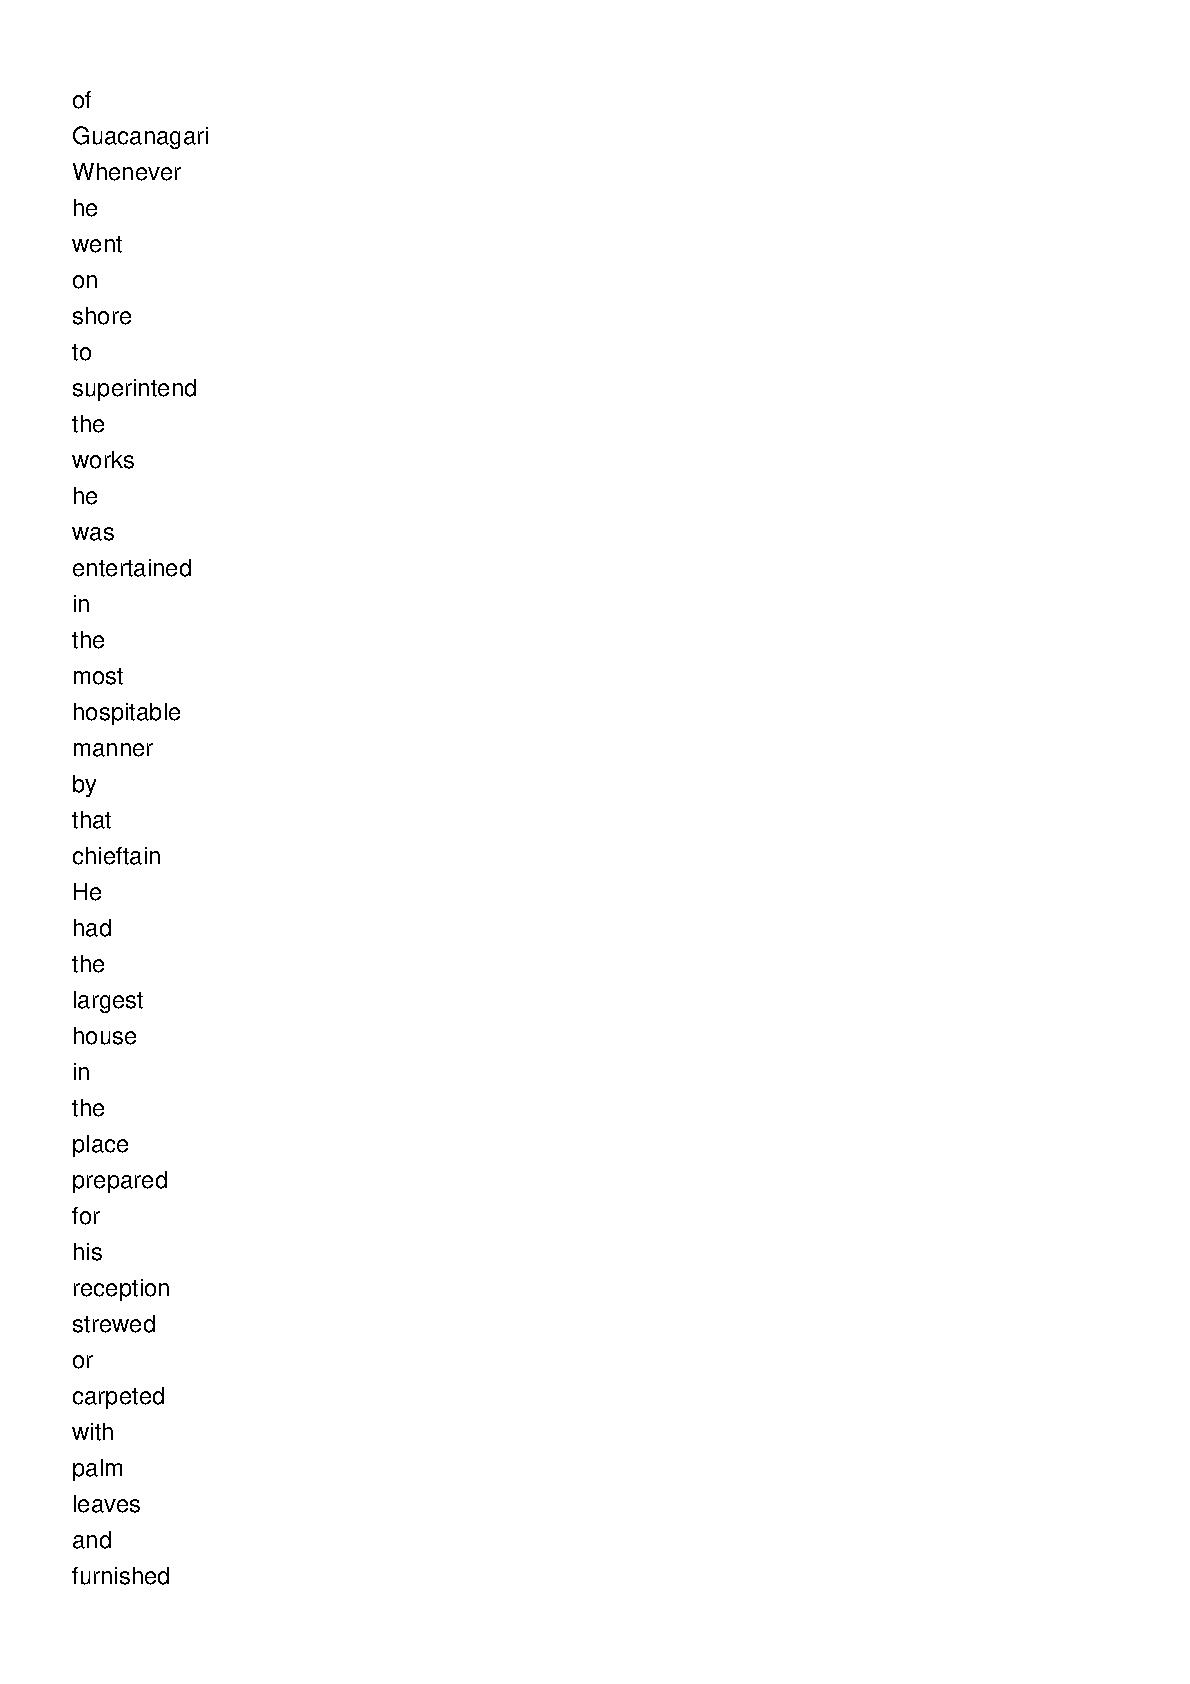 of
Guacanagari
Whenever
he
went
on
shore
to
superintend
the
works
he
was
entertained
in
the
most
hospitable
manner
by
that
chieftain
He
had
the
largest
house
in
the
place
prepared
for
his
reception
strewed
or
carpeted
with
palm
leaves
and
furnished